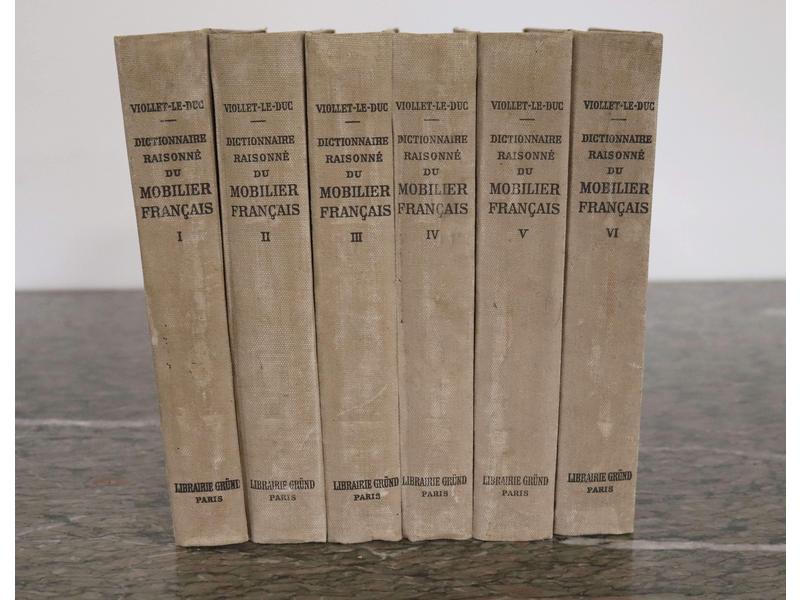 VIOLLET-LE-DUC
DICTIONNAIRE
RAISONNÉ
DU
MOBILIER
FRANÇAIS
I
LIBRAIRIE GRÜND
PARIS
VIOLLET-LE-DUC
DICTIONNAIRE
RAISONNÉ
DU
MOBILIER
FRANÇAIS
II
LIBRAIRIE GRÜND
PARIS
VIOLLET-LE-DUC
DICTIONNAIRE
RAISONNÉ
DU
MOBILIER
FRANÇAIS
III
LIBRAIRIE GRÜND
PARIS
VIOLLET-LE-DUC
DICTIONNAIRE
RAISONNÉ
DU
MOBILIER
FRANÇAIS
IV
LIBRAIRIE GRÜND
PARIS
VIOLLET-LE-DUC
DICTIONNAIRE
RAISONNÉ
DU
MOBILIER
FRANÇAIS
V
LIBRAIRIE GRÜND
PARIS
VIOLLET-LE-DUC
DICTIONNAIRE
RAISONNÉ
DU
MOBILIER
FRANÇAIS
VI
LIBRAIRIE GRÜND
PARIS